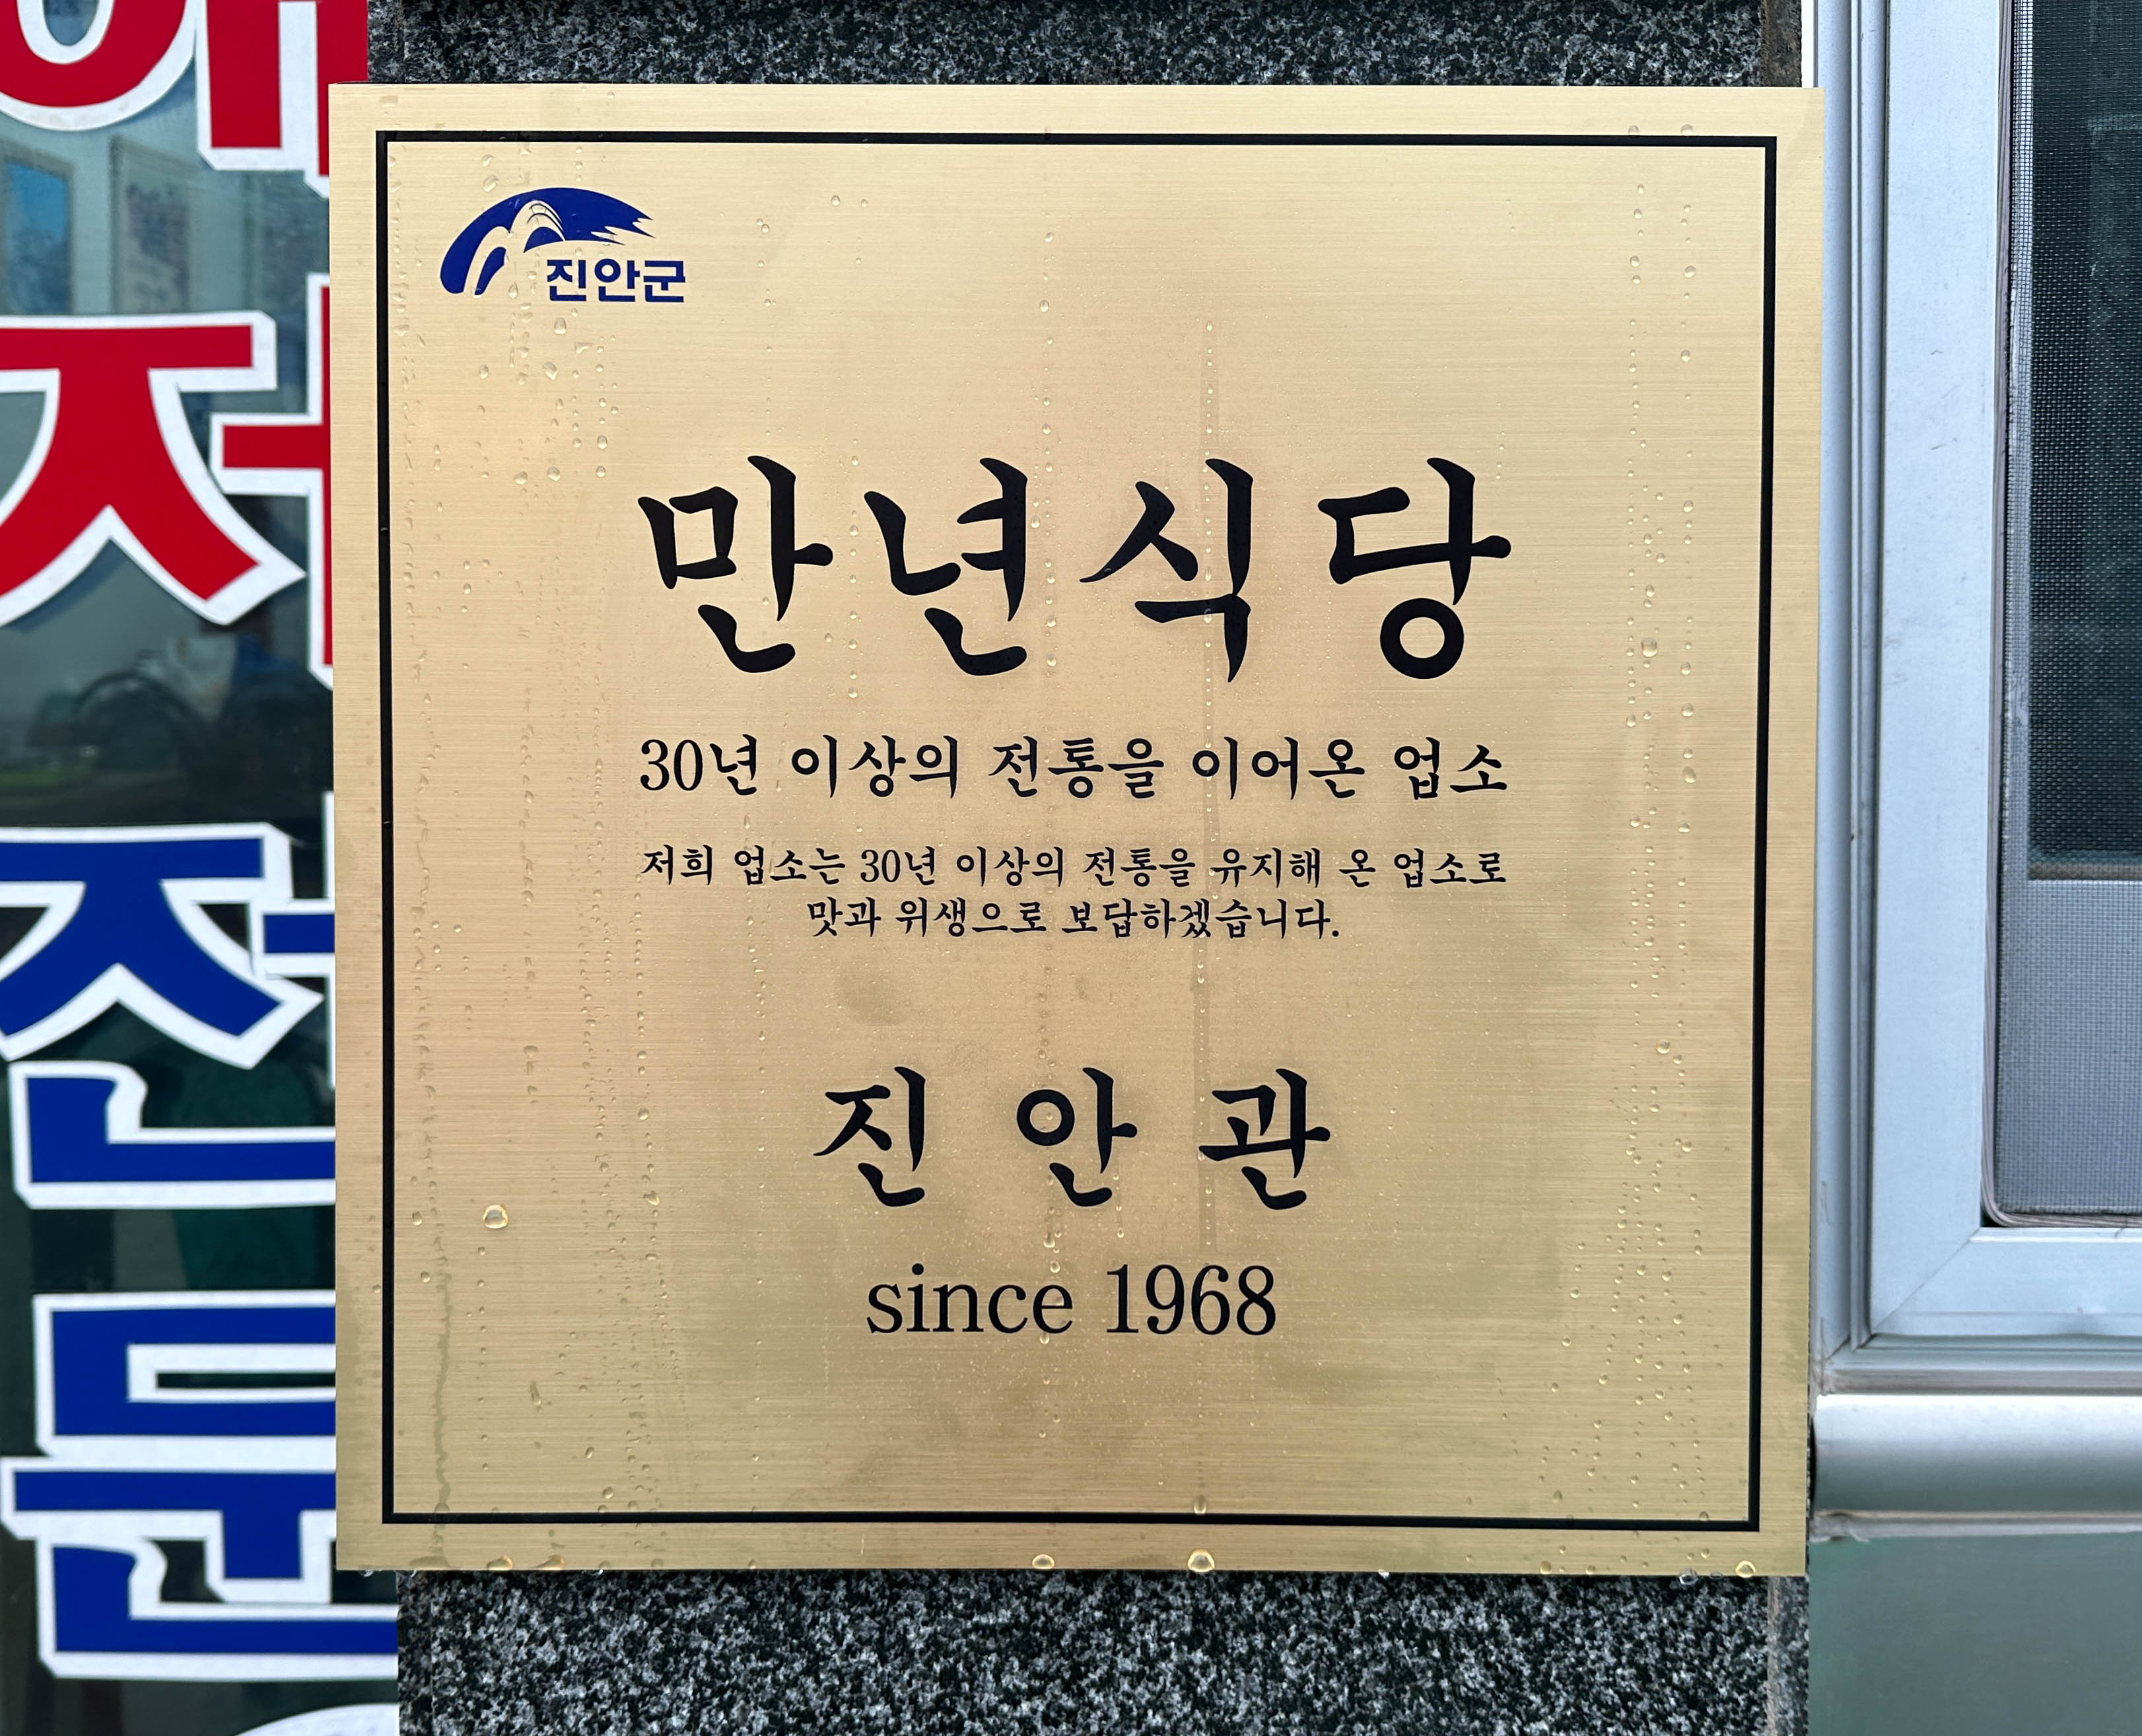 진안군
만년식당
30년 이상의 전통을 이어온 업소
저희 업소는 30년 이상의 전통을 유지해 온 업소로
맛과 위생으로 보답하겠습니다.
진안관
since 1968